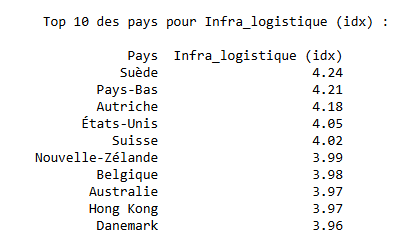 Top 10 des pays pour Infra_logistique (idx) :
Pays Infra_logistique (idx)
Suède 4.24
Pays-Bas 4.21
Autriche 4.18
États-Unis 4.05
Suisse 4.02
Nouvelle-Zélande 3.99
Belgique 3.98
Australie 3.97
Hong Kong 3.97
Danemark 3.96